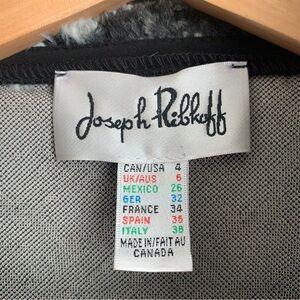 Joseph Ribkoff
CAN/USA 4
UK/AUS 6
MEXICO 26
GER 32
FRANCE 34
SPAIN 36
ITALY 38
MADE IN/FAIT AU
CANADA